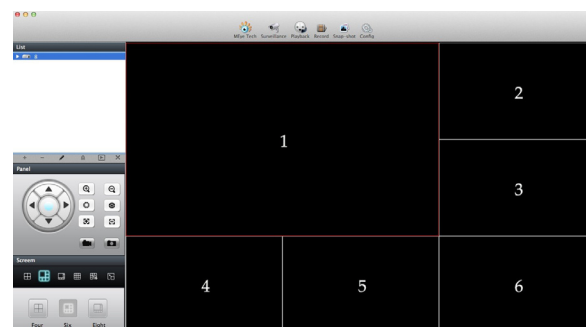 MEye Tech Surveillance Playback Record Snap-shot Config
List
1
2
3
4
5
6
Panel
Screen
Four Six Eight